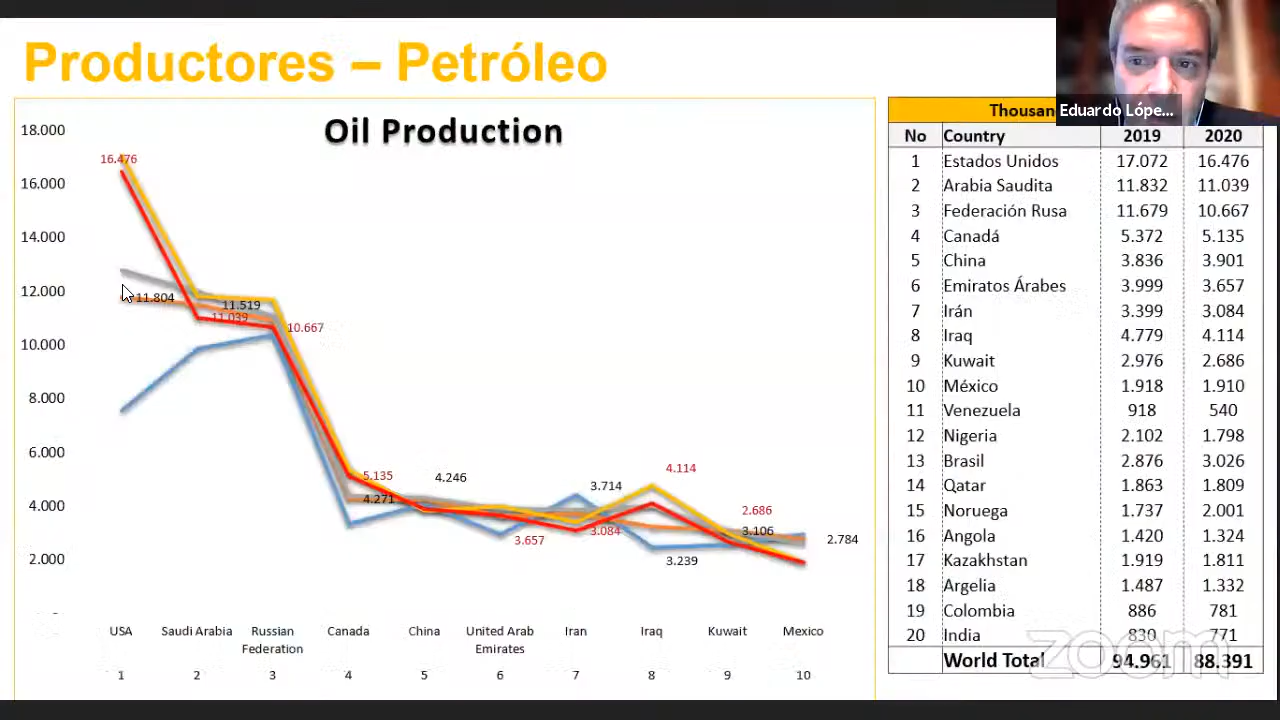 Productores – Petróleo
Oil Production
18.000
16.000
14.000
12.000
10.000
8.000
6.000
4.000
2.000
16.476
11.804
11.519
11.039
10.667
5.135
4.271
4.246
3.657
3.714
3.084
4.114
3.239
2.686
3.106
2.784
USA Saudi Arabia Russian Federation Canada China United Arab Emirates Iran Iraq Kuwait Mexico
1 2 3 4 5 6 7 8 9 10
Eduardo Lópe...
Thousan
No Country 2019 2020
1 Estados Unidos 17.072 16.476
2 Arabia Saudita 11.832 11.039
3 Federación Rusa 11.679 10.667
4 Canadá 5.372 5.135
5 China 3.836 3.901
6 Emiratos Árabes 3.999 3.657
7 Irán 3.399 3.084
8 Iraq 4.779 4.114
9 Kuwait 2.976 2.686
10 México 1.918 1.910
11 Venezuela 918 540
12 Nigeria 2.102 1.798
13 Brasil 2.876 3.026
14 Qatar 1.863 1.809
15 Noruega 1.737 2.001
16 Angola 1.420 1.324
17 Kazakhstan 1.919 1.811
18 Argelia 1.487 1.332
19 Colombia 886 781
20 India 830 771
World Total 94.961 88.391
zoom